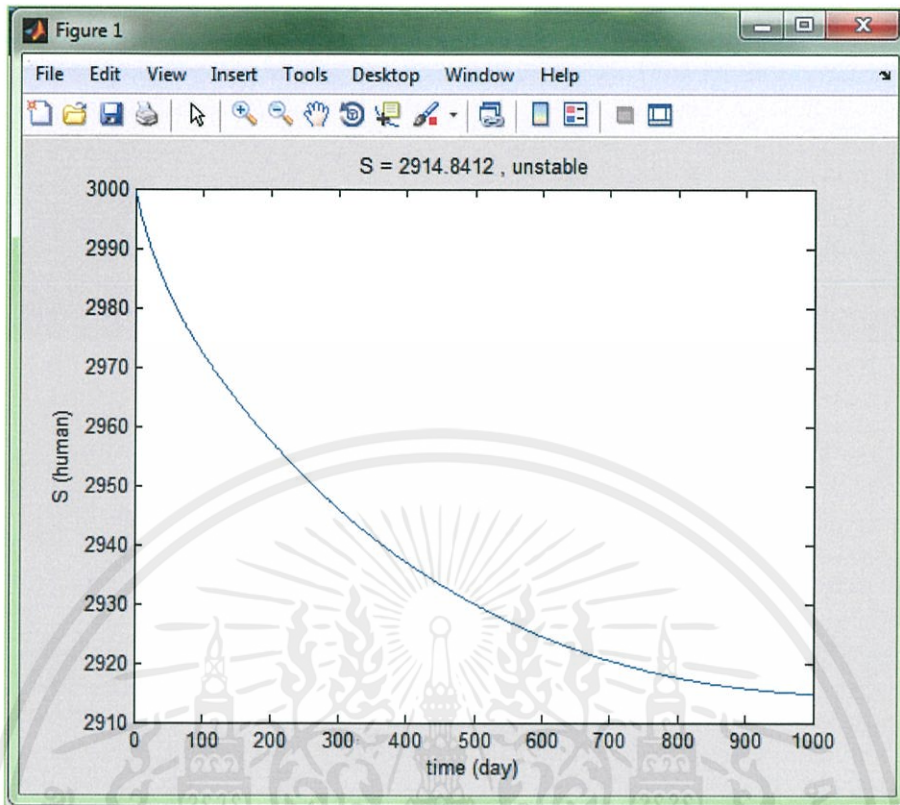 Figure 1
File Edit View Insert Tools Desktop Window Help
S = 2914.8412 , unstable
3000
2990
2980
2970
2960
2950
2940
2930
2920
2910
S (human)
0 100 200 300 400 500 600 700 800 900 1000
time (day)